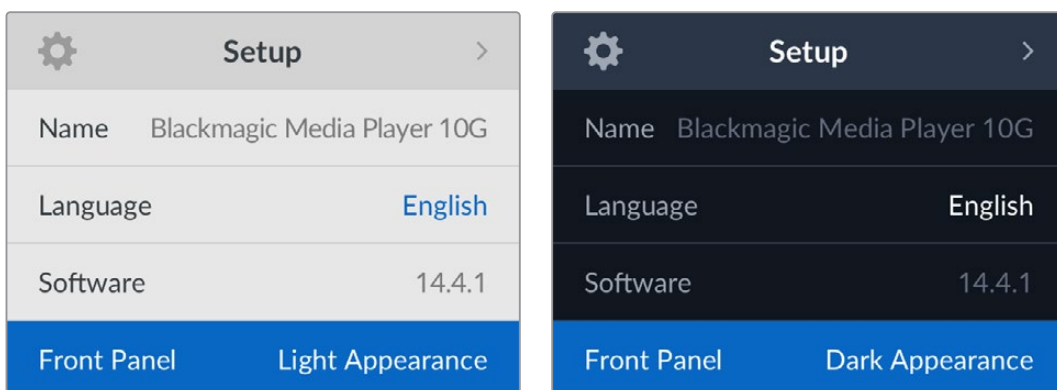 Setup
Name Blackmagic Media Player 10G
Language English
Software 14.4.1
Front Panel Light Appearance
Setup
Name Blackmagic Media Player 10G
Language English
Software 14.4.1
Front Panel Dark Appearance